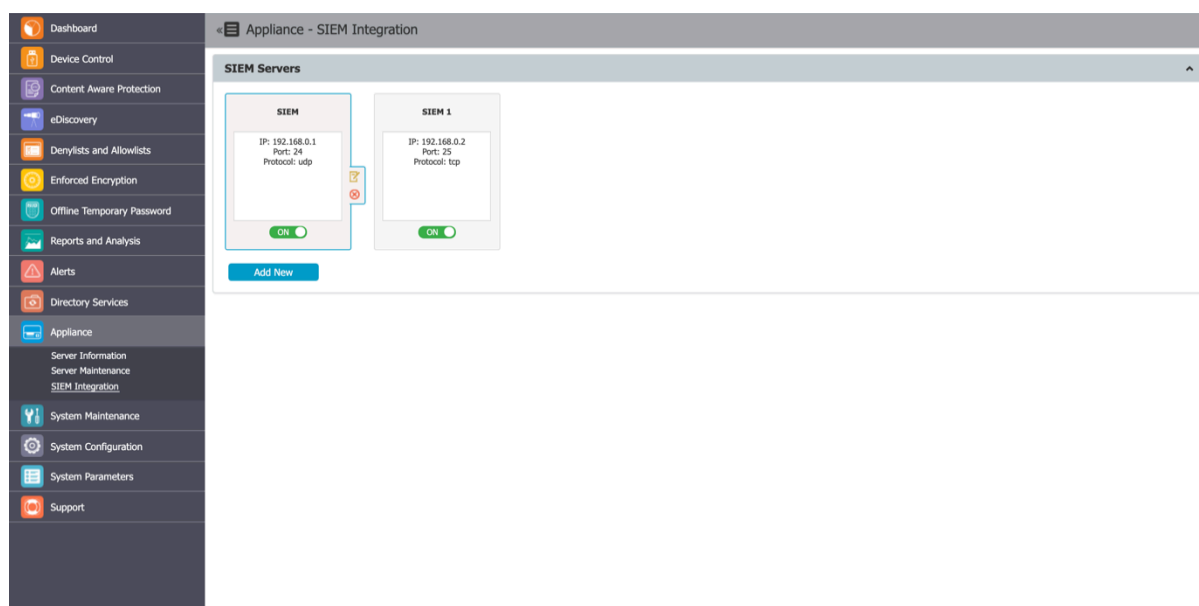 Dashboard
Device Control
Content Aware Protection
eDiscovery
Denylists and Allowlists
Enforced Encryption
Offline Temporary Password
Reports and Analysis
Alerts
Directory Services
Appliance
Server Information
Server Maintenance
SIEM Integration
System Maintenance
System Configuration
System Parameters
Support
Appliance - SIEM Integration
SIEM Servers
SIEM
IP: 192.168.0.1
Port: 24
Protocol: udp
ON
SIEM 1
IP: 192.168.0.2
Port: 25
Protocol: tcp
ON
Add New